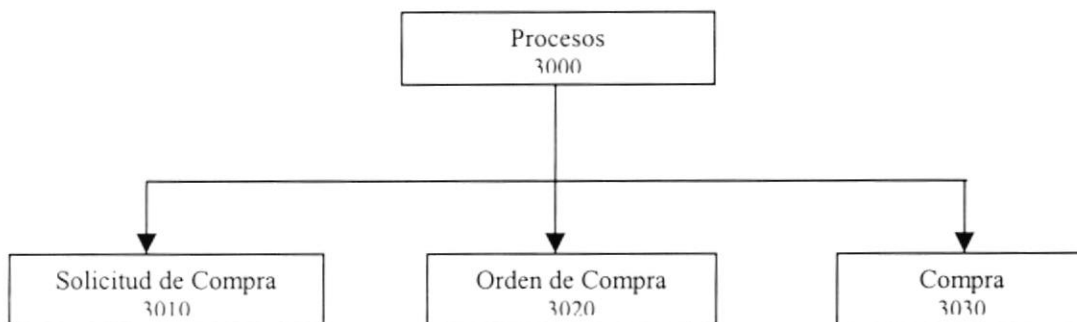 Procesos
3000
Solicitud de Compra
3010
Orden de Compra
3020
Compra
3030